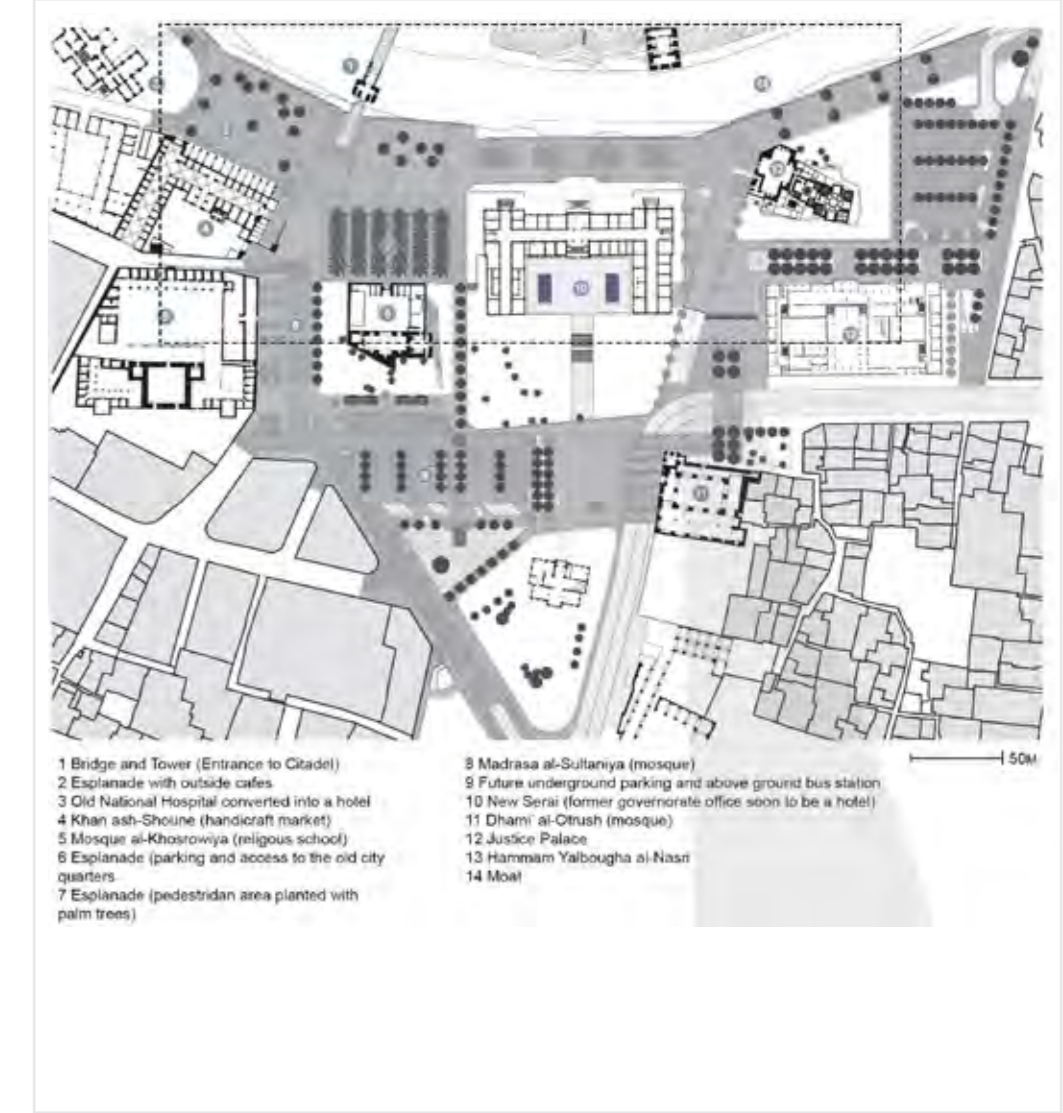 1 Bridge and Tower (Entrance to Citadel)
2 Esplanade with outside cafes
3 Old National Hospital converted into a hotel
4 Khan ash-Shoune (handicraft market)
5 Mosque al-Khosrowiya (religous school)
6 Esplanade (parking and access to the old city
quarters
7 Esplanade (pedestridan area planted with
palm trees)
8 Madrasa al-Sultaniya (mosque)
9 Future underground parking and above ground bus station
10 New Serai (former governorate office soon to be a hotel)
11 Dhami' al-Otrush (mosque)
12 Justice Palace
13 Hammam Yalbougha al-Nasri
14 Moat
50M
1
10